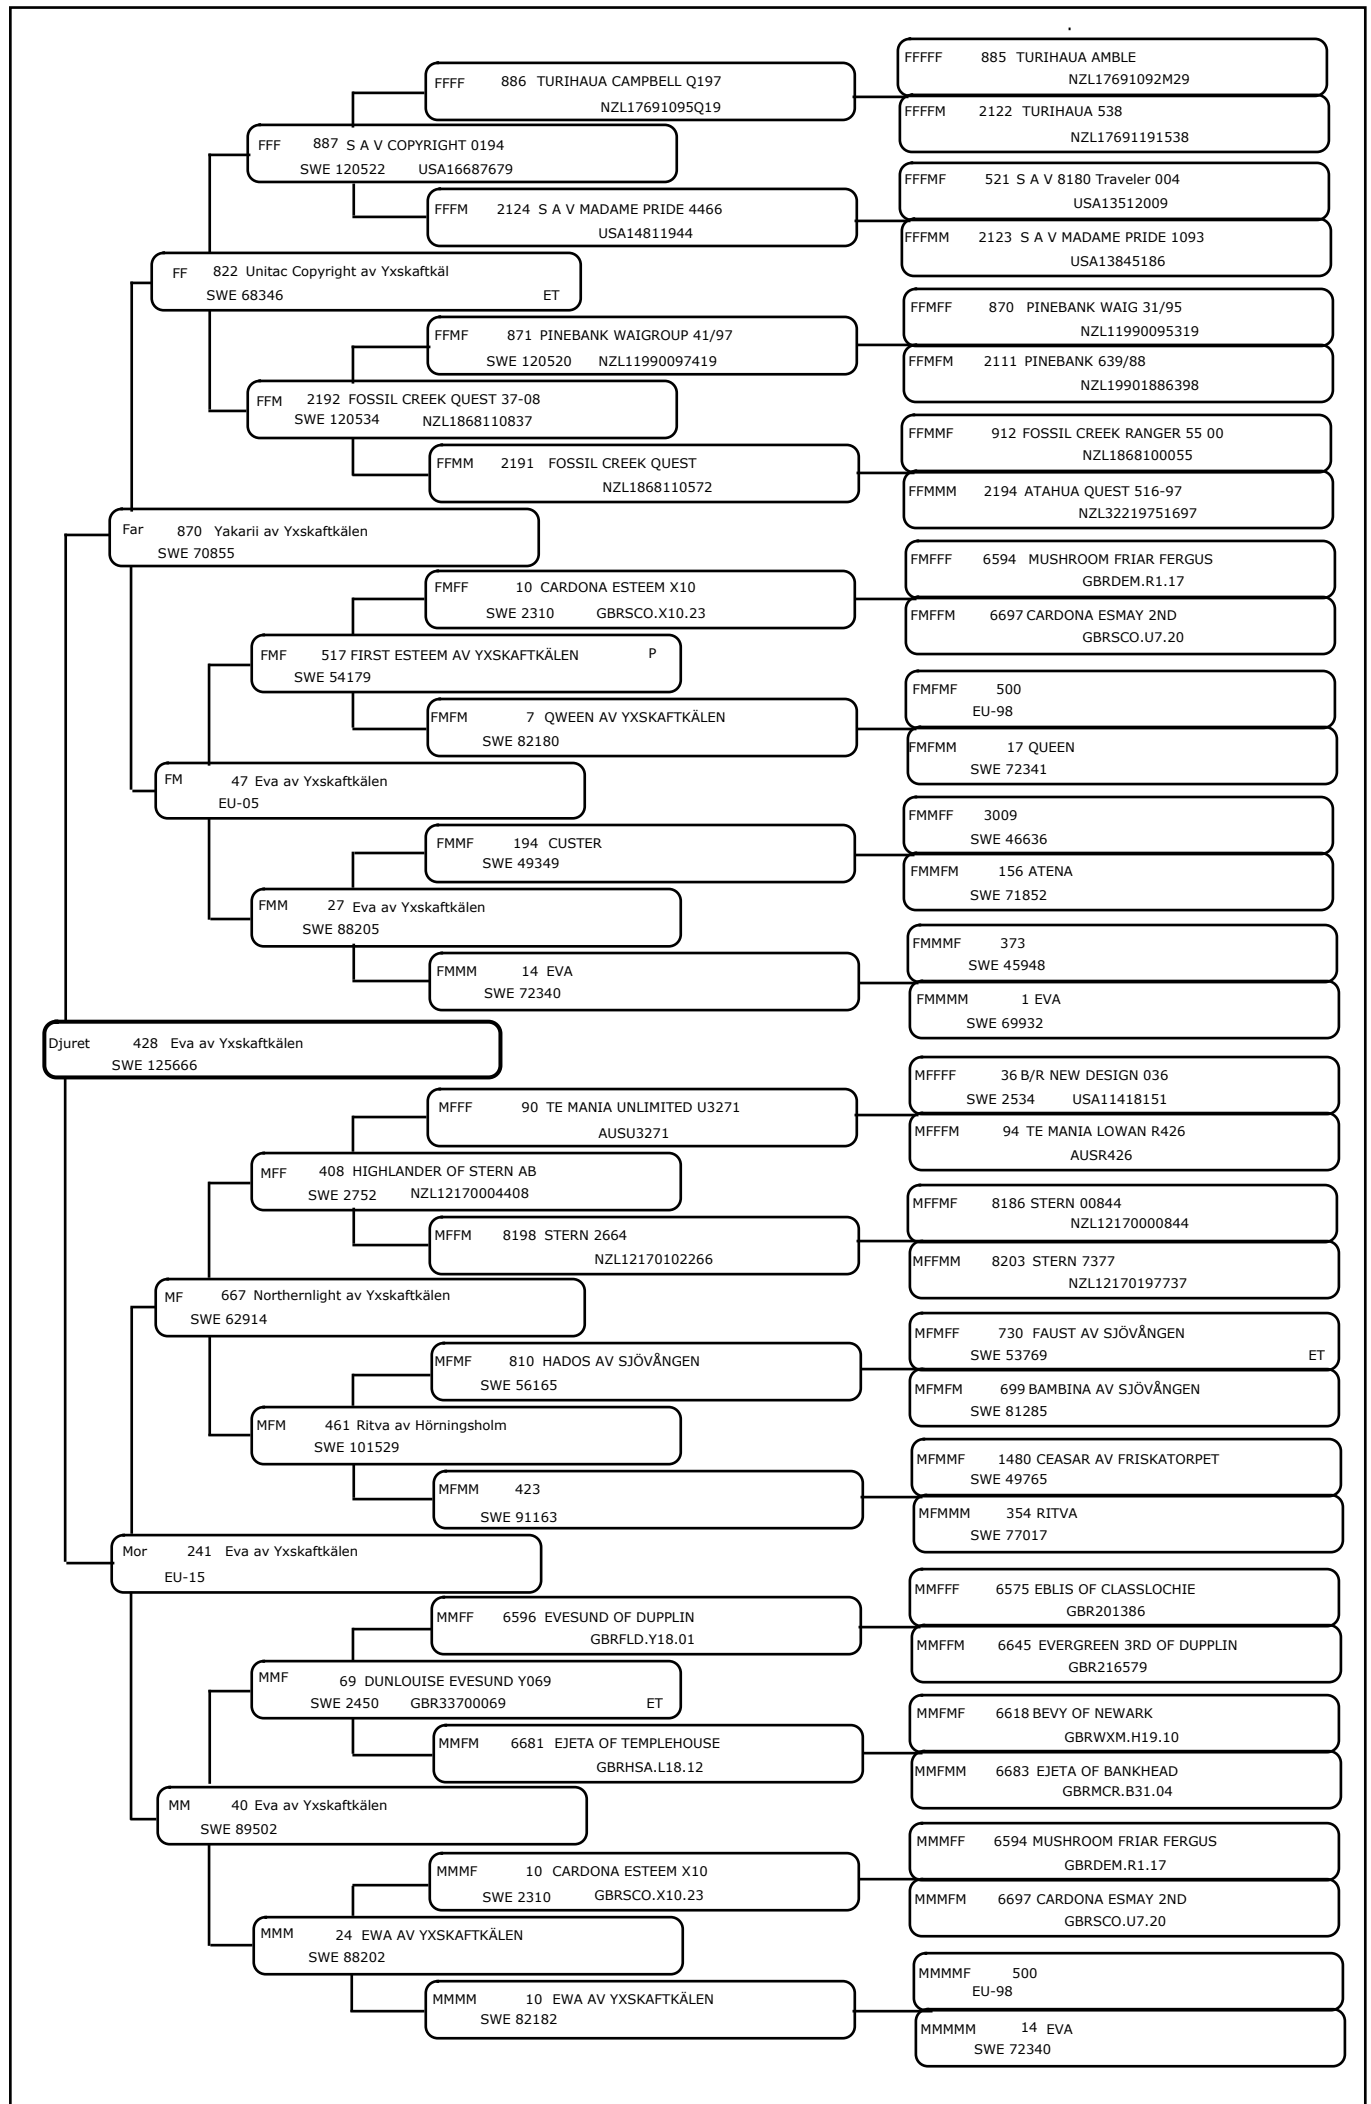 FFFFF 885 TURIHAUA AMBLE
NZL17691092M29
FFFF 886 TURIHAUA CAMPBELL Q197
NZL17691095Q19
FFFFM 2122 TURIHAUA 538
NZL17691191538
FFF 887 S A V COPYRIGHT 0194
SWE 120522 USA16687679
FFFMF 521 S A V 8180 Traveler 004
USA13512009
FFFM 2124 S A V MADAME PRIDE 4466
USA14811944
FFFMM 2123 S A V MADAME PRIDE 1093
USA13845186
FF 822 Unitac Copyright av Yxskaftkäl
SWE 68346 ET
FFMFF 870 PINEBANK WAIG 31/95
NZL11990095319
FFMF 871 PINEBANK WAIGROUP 41/97
SWE 120520 NZL11990097419
FFMFM 2111 PINEBANK 639/88
NZL19901886398
FFM 2192 FOSSIL CREEK QUEST 37-08
SWE 120534 NZL1868110837
FFMMF 912 FOSSIL CREEK RANGER 55 00
NZL1868100055
FFMM 2191 FOSSIL CREEK QUEST
NZL1868110572
FFMMM 2194 ATAHUA QUEST 516-97
NZL32219751697
Far 870 Yakarii av Yxskaftkälen
SWE 70855
FMFFF 6594 MUSHROOM FRIAR FERGUS
GBRDEM.R1.17
FMFF 10 CARDONA ESTEEM X10
SWE 2310 GBRSCO.X10.23
FMFFM 6697 CARDONA ESMAY 2ND
GBRSCO.U7.20
FMF 517 FIRST ESTEEM AV YXSKAFTKÄLEN P
SWE 54179
FMFMF 500
EU-98
FMFM 7 QWEEN AV YXSKAFTKÄLEN
SWE 82180
FMFMM 17 QUEEN
SWE 72341
FM 47 Eva av Yxskaftkälen
EU-05
FMMFF 3009
SWE 46636
FMMF 194 CUSTER
SWE 49349
FMMFM 156 ATENA
SWE 71852
FMM 27 Eva av Yxskaftkälen
SWE 88205
FMMMF 373
SWE 45948
FMMM 14 EVA
SWE 72340
FMMMM 1 EVA
SWE 69932
Djuret 428 Eva av Yxskaftkälen
SWE 125666
MFFFF 36 B/R NEW DESIGN 036
SWE 2534 USA11418151
MFFF 90 TE MANIA UNLIMITED U3271
AUSU3271
MFFFM 94 TE MANIA LOWAN R426
AUSR426
MFF 408 HIGHLANDER OF STERN AB
SWE 2752 NZL12170004408
MFFMF 8186 STERN 00844
NZL12170000844
MFFM 8198 STERN 2664
NZL12170102266
MFFMM 8203 STERN 7377
NZL12170197737
MF 667 Northernlight av Yxskaftkälen
SWE 62914
MFMFF 730 FAUST AV SJÖVÅNGEN
SWE 53769 ET
MFMF 810 HADOS AV SJÖVÅNGEN
SWE 56165
MFMFM 699 BAMBINA AV SJÖVÅNGEN
SWE 81285
MFM 461 Ritva av Hörningsholm
SWE 101529
MFMMF 1480 CEASAR AV FRISKATORPET
SWE 49765
MFMM 423
SWE 91163
MFMMM 354 RITVA
SWE 77017
Mor 241 Eva av Yxskaftkälen
EU-15
MMFFF 6575 EBLIS OF CLASSLOCHIE
GBR201386
MMFF 6596 EVESUND OF DUPPLIN
GBRFLD.Y18.01
MMFFM 6645 EVERGREEN 3RD OF DUPPLIN
GBR216579
MMF 69 DUNLOUISE EVESUND Y069
SWE 2450 GBR33700069 ET
MMFMF 6618 BEVY OF NEWARK
GBRWXM.H19.10
MMFM 6681 EJETA OF TEMPLEHOUSE
GBRHSA.L18.12
MMFMM 6683 EJETA OF BANKHEAD
GBRMCR.B31.04
MM 40 Eva av Yxskaftkälen
SWE 89502
MMMFF 6594 MUSHROOM FRIAR FERGUS
GBRDEM.R1.17
MMMF 10 CARDONA ESTEEM X10
SWE 2310 GBRSCO.X10.23
MMMFM 6697 CARDONA ESMAY 2ND
GBRSCO.U7.20
MMM 24 EWA AV YXSKAFTKÄLEN
SWE 88202
MMMMF 500
EU-98
MMMM 10 EWA AV YXSKAFTKÄLEN
SWE 82182
MMMMM 14 EVA
SWE 72340